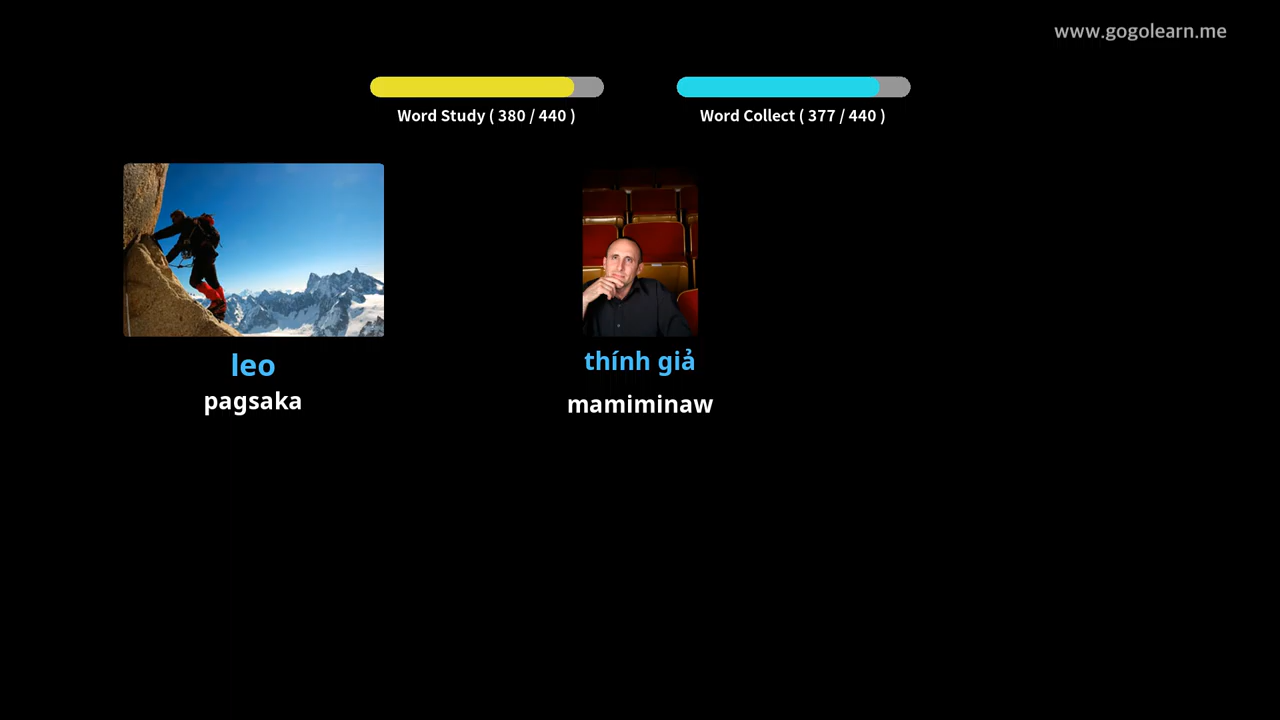 www.gogolearn.me
Word Study ( 380 / 440 )
Word Collect ( 377 / 440 )
leo
pagsaka
thính giả
mamiminaw